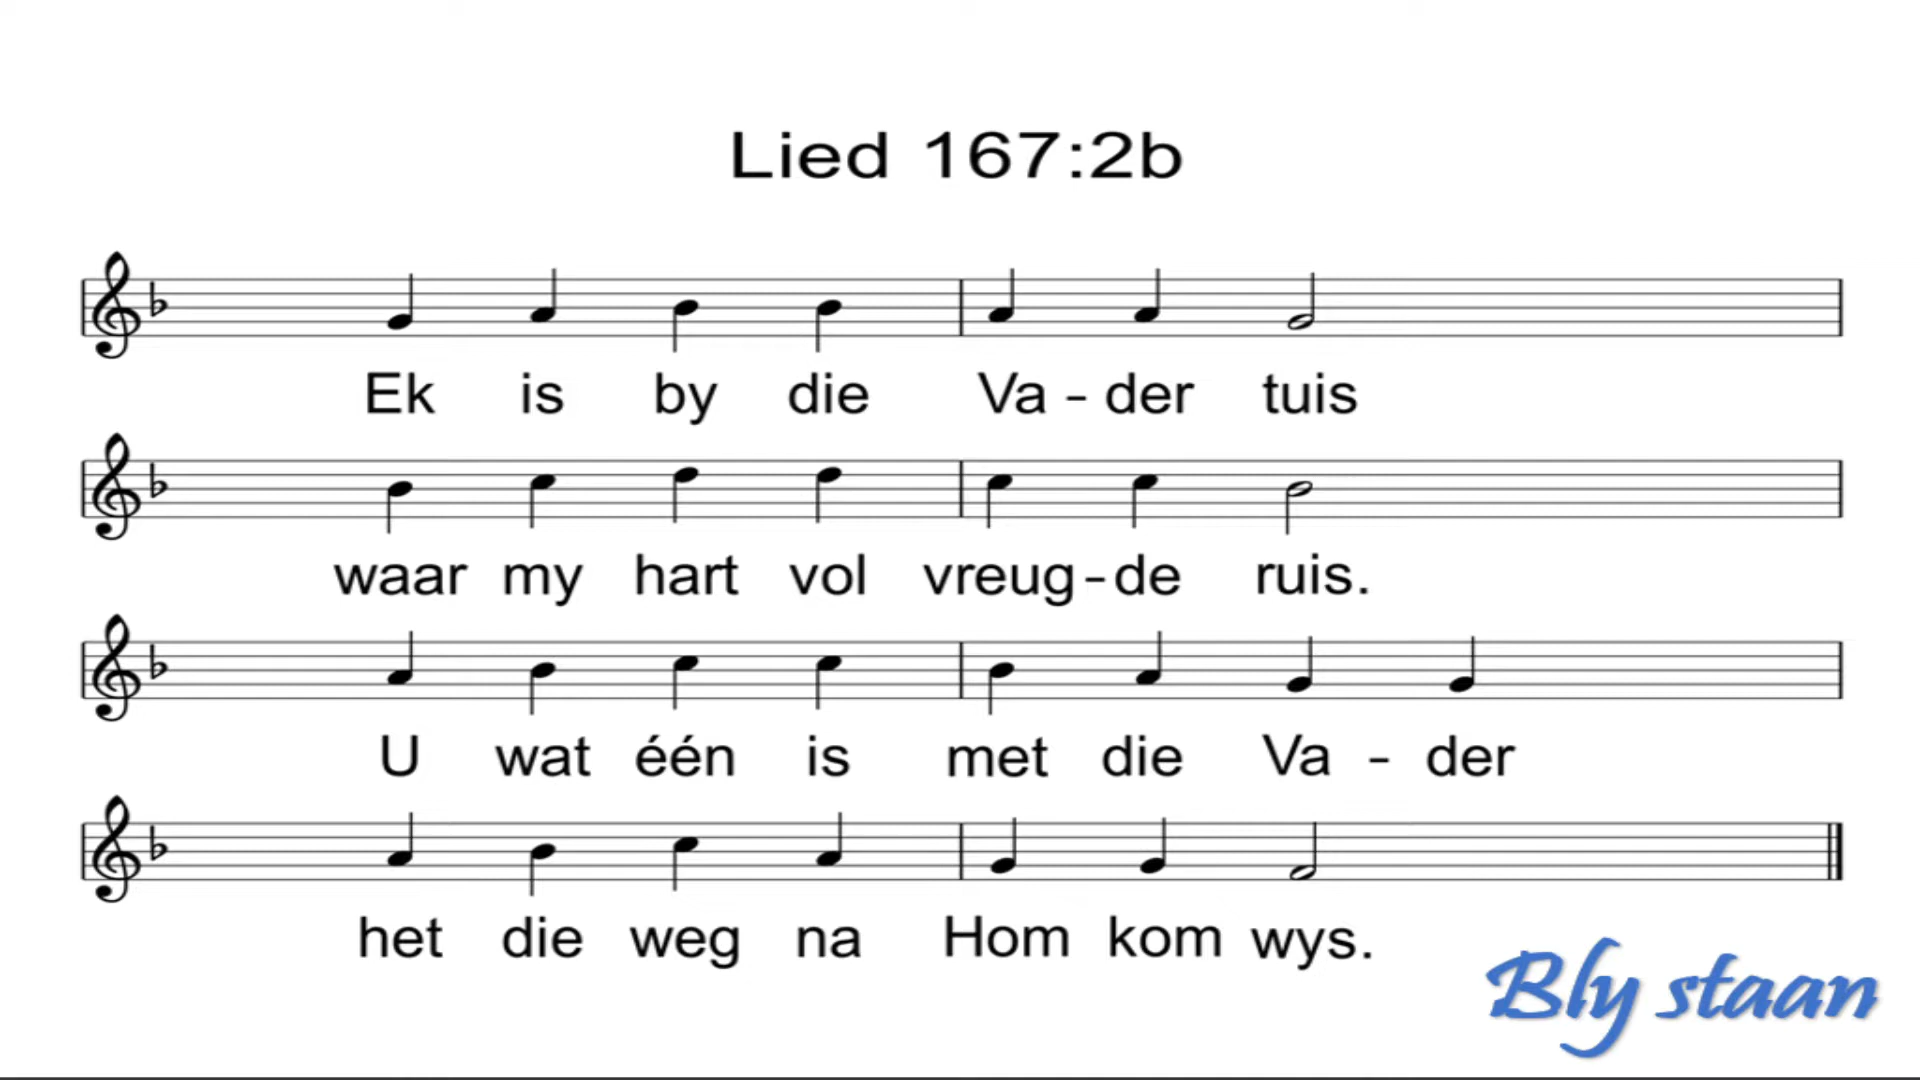 Lied 167:2b
Ek is by die Va - der tuis
waar my hart vol vreug - de ruis.
U wat één is met die Va - der
het die weg na Hom kom wys.
Bly staan